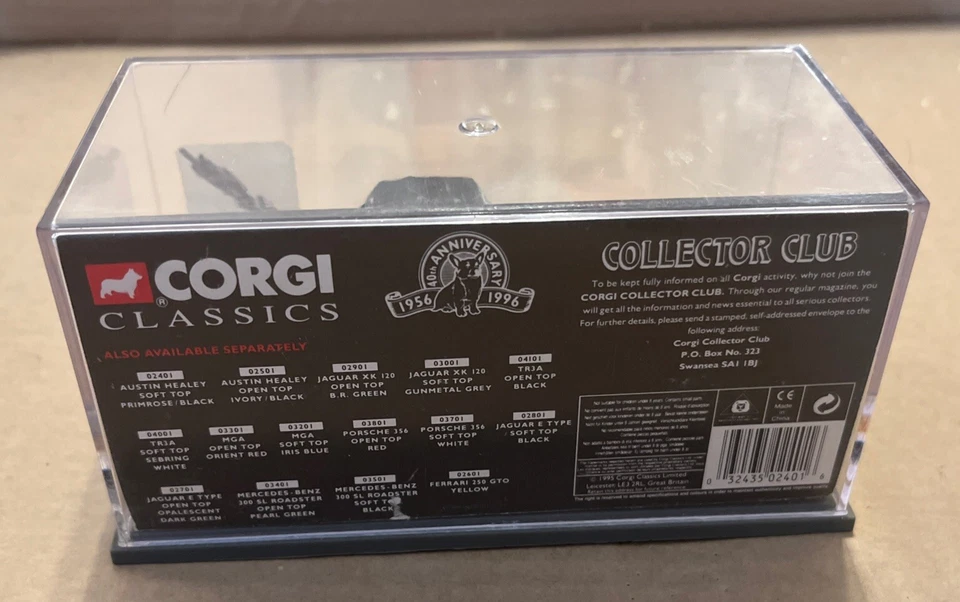 CORGI®
CLASSICS
40th ANNIVERSARY
1956 1996
COLLECTOR CLUB
To be kept fully informed on all Corgi activity, why not join the
CORGI COLLECTOR CLUB. Through our regular magazine, you
will get all the information and news essential to all serious collectors.
For further details, please send a stamped, self-addressed envelope to the
following address:
Corgi Collector Club
P.O. Box No. 323
Swansea SA1 1BJ
ALSO AVAILABLE SEPARATELY
02401
AUSTIN HEALEY
SOFT TOP
PRIMROSE/BLACK
02501
AUSTIN HEALEY
OPEN TOP
IVORY/BLACK
02901
JAGUAR XK 120
OPEN TOP
B.R. GREEN
03001
JAGUAR XK 120
SOFT TOP
GUNMETAL GREY
04101
TR3A
OPEN TOP
BLACK
04001
TR3A
SOFT TOP
SEBRING
WHITE
03301
MGA
OPEN TOP
ORIENT RED
03201
MGA
SOFT TOP
IRIS BLUE
03801
PORSCHE 356
OPEN TOP
RED
03701
PORSCHE 356
SOFT TOP
WHITE
02801
JAGUAR E TYPE
SOFT TOP
BLACK
02701
JAGUAR E TYPE
OPEN TOP
OPALESCENT
DARK GREEN
03401
MERCEDES-BENZ
300 SL ROADSTER
OPEN TOP
PEARL GREEN
03501
MERCEDES-BENZ
300 SL ROADSTER
SOFT TOP
BLACK
02601
FERRARI 250 GTO
YELLOW
© 1995 Corgi Classics Limited
Leicester LE3 2RL, Great Britain
Return this address for future reference.
CE
Made
in
China
0 32435 02401 6